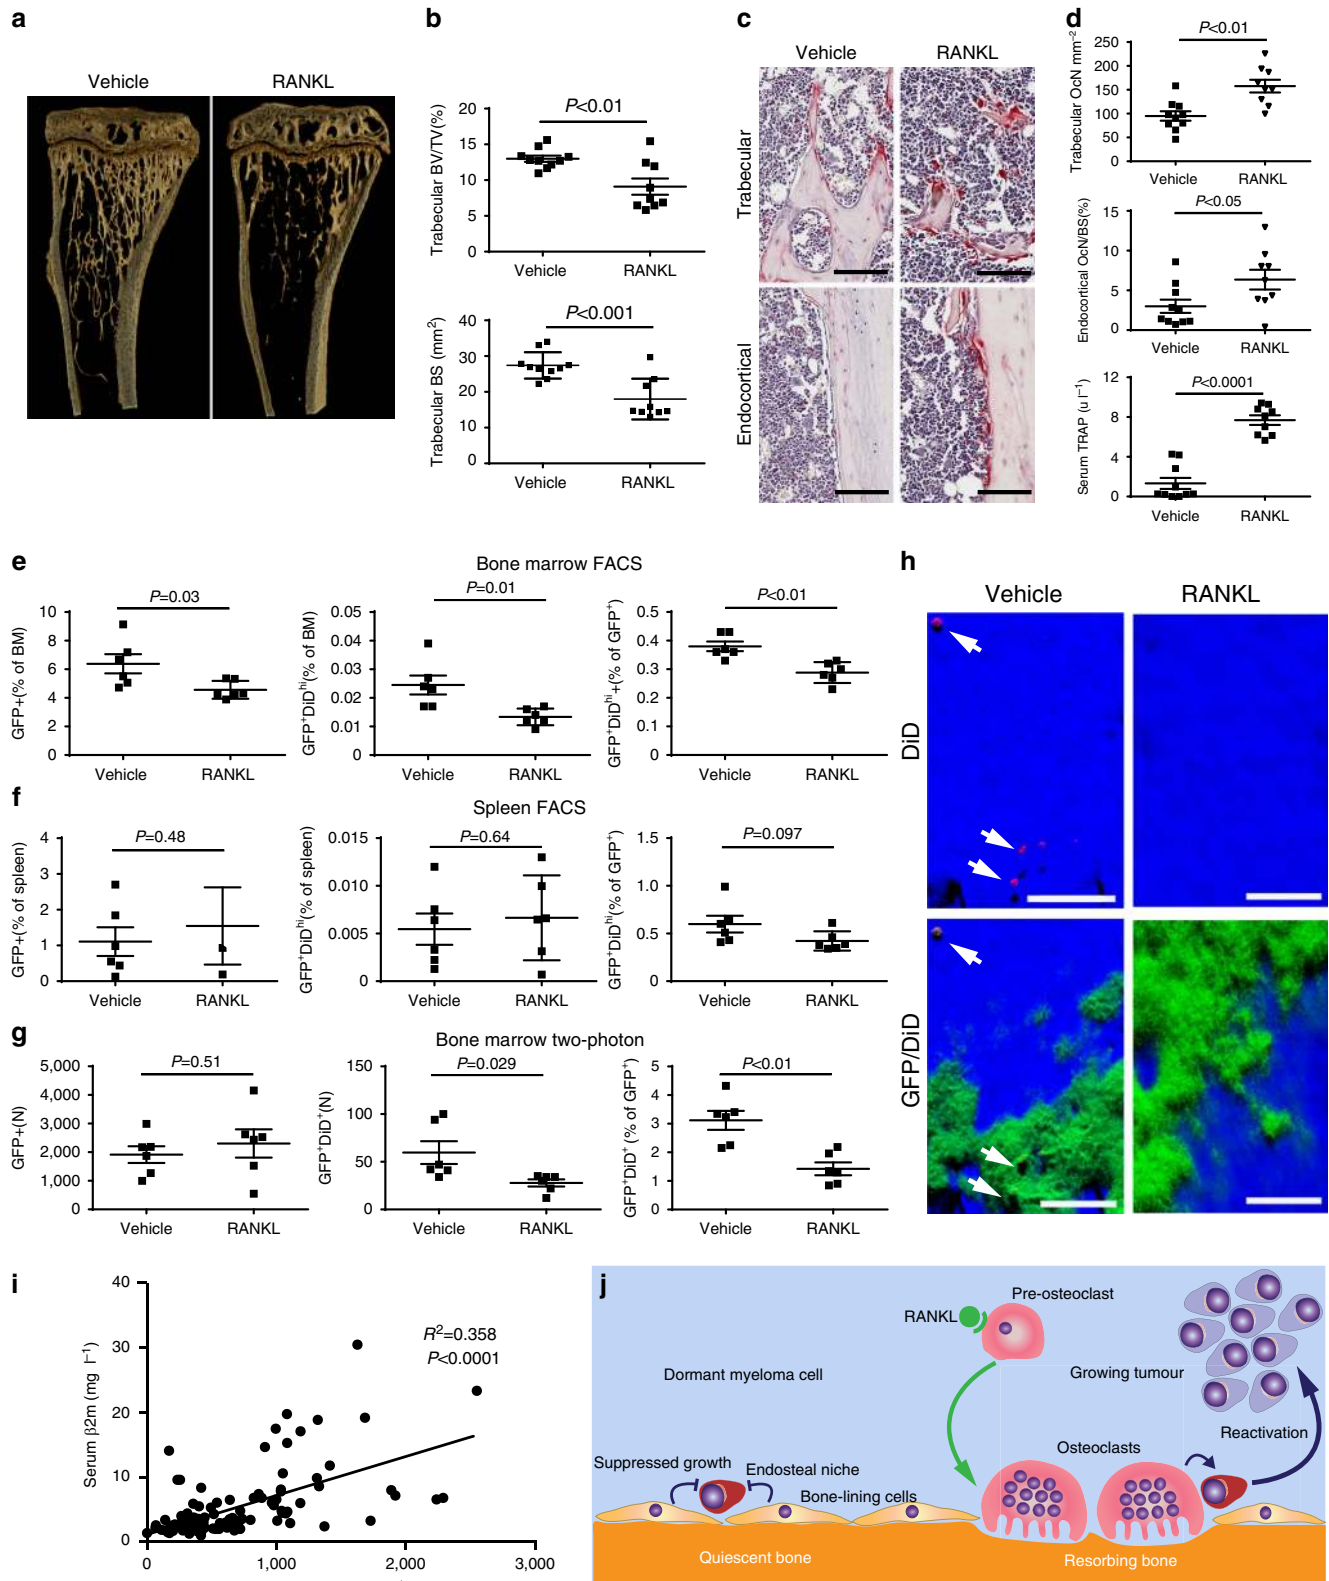 a
Vehicle
RANKL
b
P<0.01
Trabecular BV/TV(%)
20
15
10
5
0
Vehicle
RANKL
P<0.001
Trabecular BS (mm²)
40
30
20
10
0
Vehicle
RANKL
c
Vehicle
RANKL
Trabecular
Endocortical
d
P<0.01
Trabecular OcN mm⁻²
250
200
150
100
50
0
Vehicle
RANKL
P<0.05
Endocortical OcN/BS(%)
15
10
5
0
Vehicle
RANKL
P<0.0001
Serum TRAP (u l⁻¹)
12
8
4
0
Vehicle
RANKL
e
Bone marrow FACS
P=0.03
GFP+(% of BM)
10
8
6
4
2
0
Vehicle
RANKL
P=0.01
GFP⁺DiDʰⁱ(% of BM)
0.05
0.04
0.03
0.02
0.01
0
Vehicle
RANKL
P<0.01
GFP⁺DiDʰⁱ+(% of GFP⁺)
0.5
0.4
0.3
0.2
0.1
0
Vehicle
RANKL
f
Spleen FACS
P=0.48
GFP+(% of spleen)
4
3
2
1
0
Vehicle
RANKL
P=0.64
GFP⁺DiDʰⁱ(% of spleen)
0.015
0.010
0.005
0
Vehicle
RANKL
P=0.097
GFP⁺DiDʰⁱ(% of GFP⁺)
1.5
1.0
0.5
0
Vehicle
RANKL
g
Bone marrow two-photon
P=0.51
GFP+(N)
5,000
4,000
3,000
2,000
1,000
0
Vehicle
RANKL
P=0.029
GFP⁺DiD⁺(N)
150
100
50
0
Vehicle
RANKL
P<0.01
GFP⁺DiD⁺ (% of GFP⁺)
5
4
3
2
1
0
Vehicle
RANKL
h
Vehicle
RANKL
DiD
GFP/DiD
i
Serum β2m (mg l⁻¹)
40
30
20
10
0
R²=0.358
P<0.0001
0
1,000
2,000
3,000
j
Pre-osteoclast
RANKL
Dormant myeloma cell
Growing tumour
Reactivation
Osteoclasts
Suppressed growth
Endosteal niche
Bone-lining cells
Quiescent bone
Resorbing bone